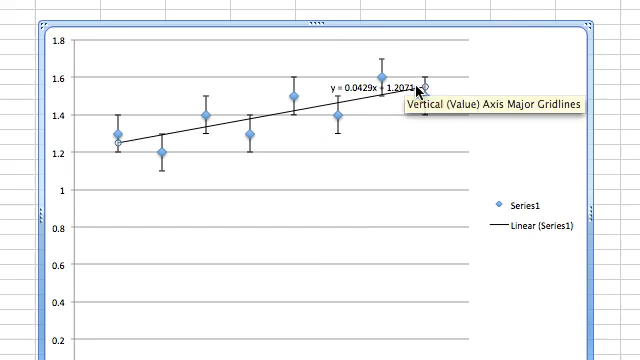 1.8
1.6
y = 0.0429x + 1.2071
Vertical (Value) Axis Major Gridlines
1.4
1.2
1
Series1
0.8
Linear (Series1)
0.6
0.4
0.2